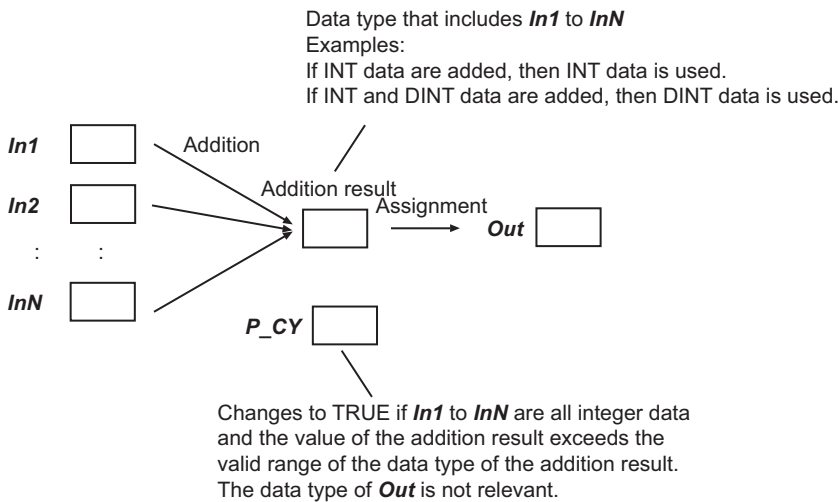 Data type that includes In1 to InN
Examples:
If INT data are added, then INT data is used.
If INT and DINT data are added, then DINT data is used.
In1
Addition
In2
Addition result
Assignment
Out
:
:
InN
P_CY
Changes to TRUE if In1 to InN are all integer data
and the value of the addition result exceeds the
valid range of the data type of the addition result.
The data type of Out is not relevant.